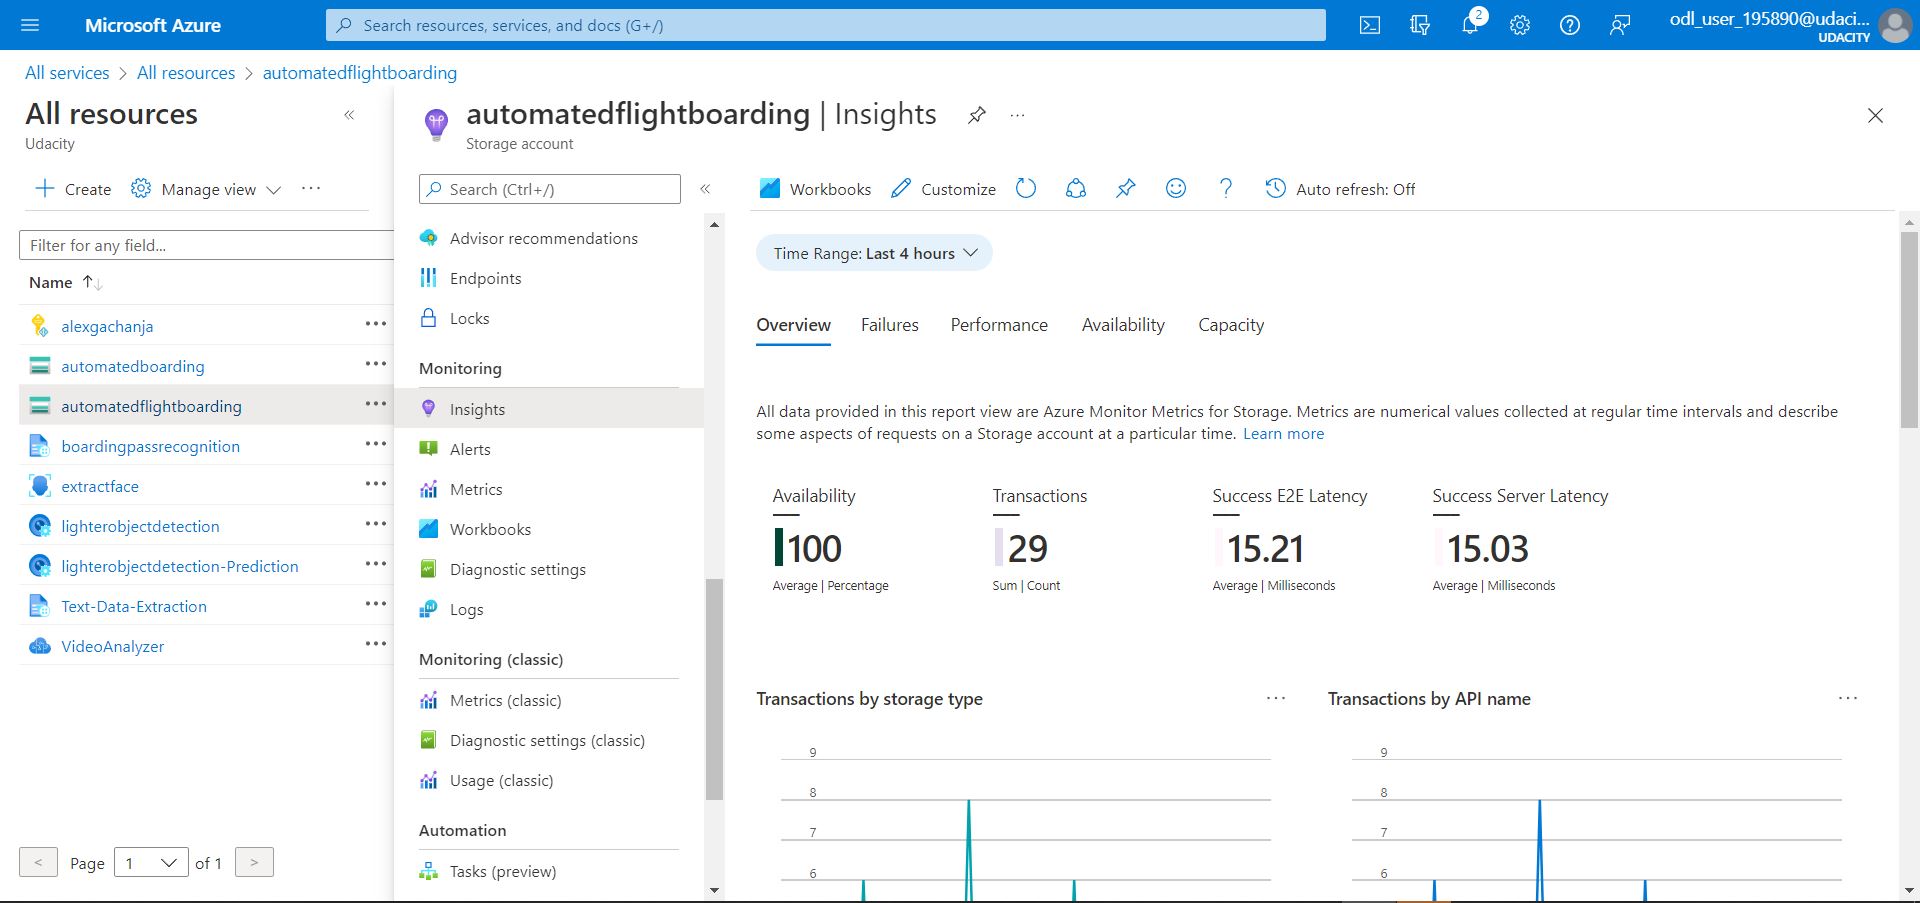 Microsoft Azure
Search resources, services, and docs (G+/)
2
odl_user_195890@udaci...
UDACITY
All services > All resources > automatedflightboarding
All resources
Udacity
Create
Manage view
Filter for any field...
Name
alexgachanja
automatedboarding
automatedflightboarding
boardingpassrecognition
extractface
lighterobjectdetection
lighterobjectdetection-Prediction
Text-Data-Extraction
VideoAnalyzer
< Page 1 of 1 >
automatedflightboarding | Insights
Storage account
Search (Ctrl+/)
Advisor recommendations
Endpoints
Locks
Monitoring
Insights
Alerts
Metrics
Workbooks
Diagnostic settings
Logs
Monitoring (classic)
Metrics (classic)
Diagnostic settings (classic)
Usage (classic)
Automation
Tasks (preview)
Workbooks Customize ? Auto refresh: Off
Time Range: Last 4 hours
Overview Failures Performance Availability Capacity
All data provided in this report view are Azure Monitor Metrics for Storage. Metrics are numerical values collected at regular time intervals and describe
some aspects of requests on a Storage account at a particular time. Learn more
Availability
100
Average | Percentage
Transactions
29
Sum | Count
Success E2E Latency
15.21
Average | Milliseconds
Success Server Latency
15.03
Average | Milliseconds
Transactions by storage type
9
8
7
6
Transactions by API name
9
8
7
6